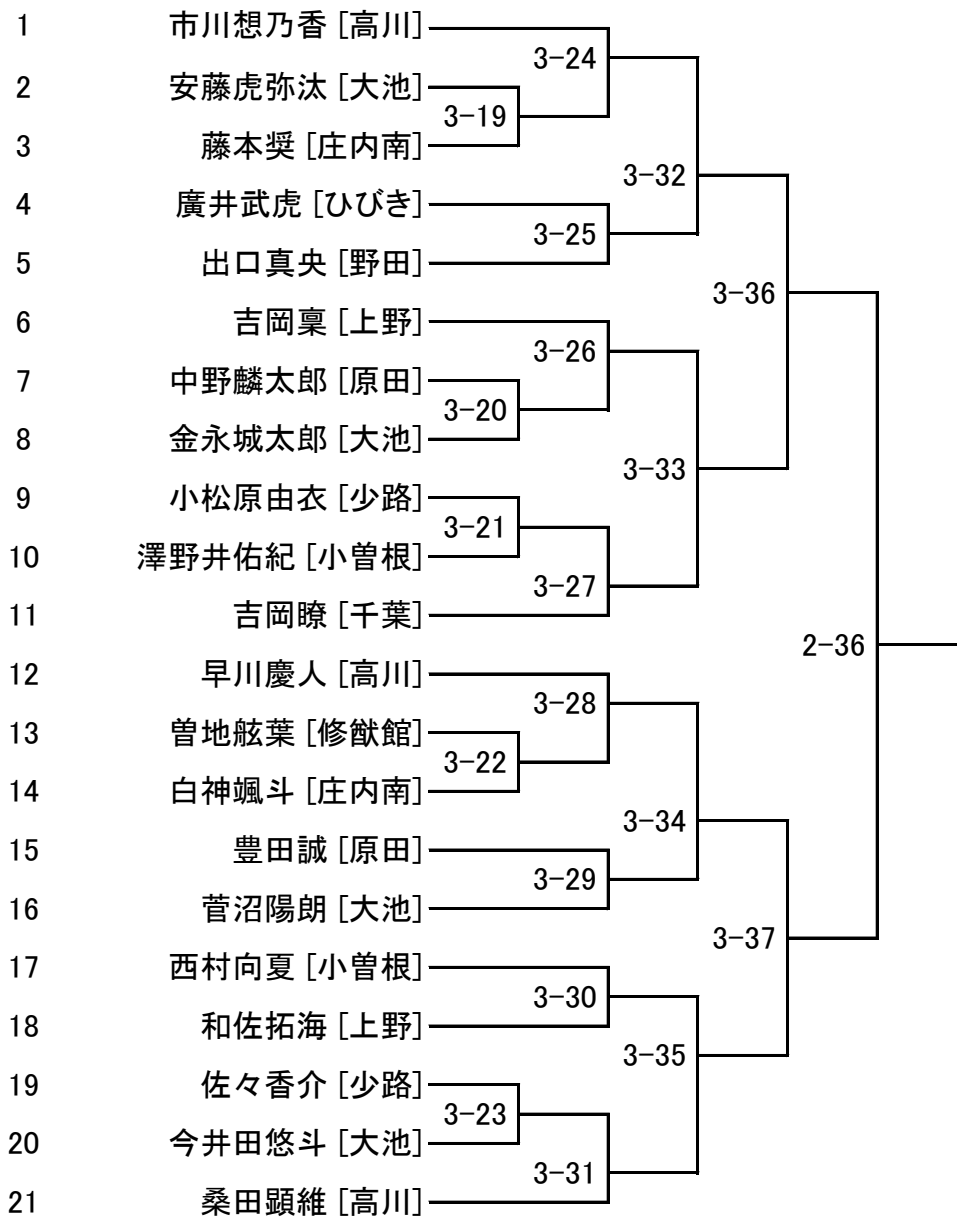 1 市川想乃香 [高川]
3-24
2 安藤虎弥汰 [大池]
3-19
3 藤本奨 [庄内南]
3-32
4 廣井武虎 [ひびき]
3-25
5 出口真央 [野田]
3-36
6 吉岡稟 [上野]
3-26
7 中野麟太郎 [原田]
3-20
8 金永城太郎 [大池]
3-33
9 小松原由衣 [少路]
3-21
10 澤野井佑紀 [小曽根]
3-27
11 吉岡瞭 [千葉]
2-36
12 早川慶人 [高川]
3-28
13 曽地舷葉 [修猷館]
3-22
14 白神颯斗 [庄内南]
3-34
15 豊田誠 [原田]
3-29
16 菅沼陽朗 [大池]
3-37
17 西村向夏 [小曽根]
3-30
18 和佐拓海 [上野]
3-35
19 佐々香介 [少路]
3-23
20 今井田悠斗 [大池]
3-31
21 桑田顕維 [高川]